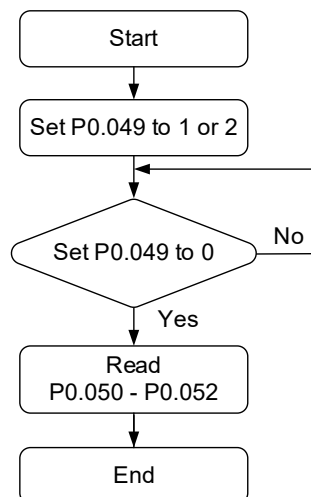 Start
Set P0.049 to 1 or 2
Set P0.049 to 0
No
Yes
Read
P0.050 - P0.052
End